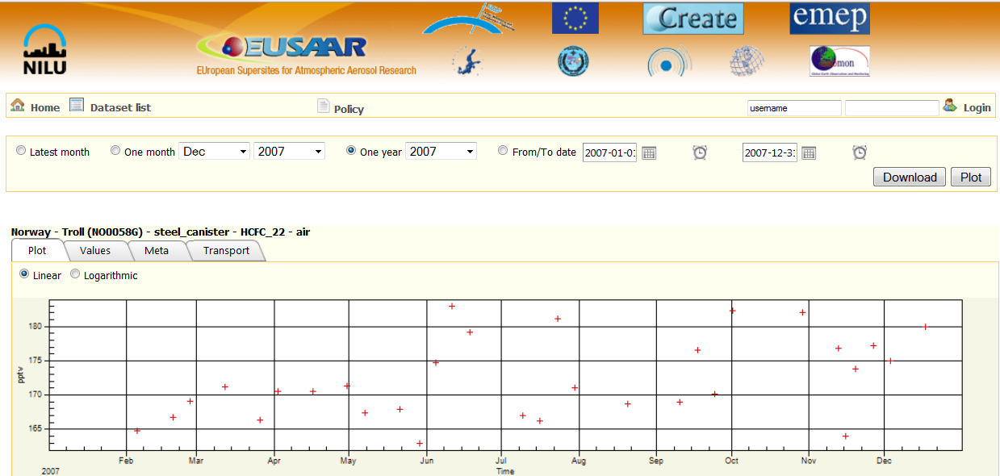 NILU
EUSAAR
EUropean Supersites for Atmospheric Aerosol Research
Create
emep
mon
Home Dataset list Policy username Login
Latest month One month Dec 2007 One year 2007 From/To date 2007-01-01 2007-12-31
Download Plot
Norway - Troll (NO0058G) - steel_canister - HCFC_22 - air
Plot Values Meta Transport
Linear Logarithmic
180
175
170
165
pptv
Feb Mar Apr May Jun Jul Aug Sep Oct Nov Dec
2007 Time